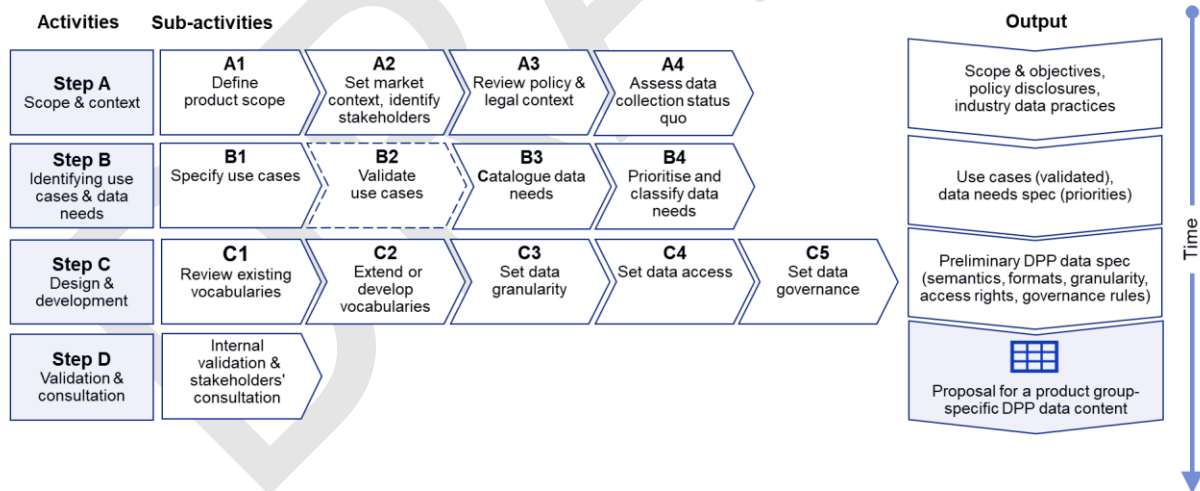 Activities
Sub-activities
Output
Step A
Scope & context
A1
Define
product scope
A2
Set market
context, identify
stakeholders
A3
Review policy &
legal context
A4
Assess data
collection status
quo
Scope & objectives,
policy disclosures,
industry data practices
Step B
Identifying use
cases & data
needs
B1
Specify use cases
B2
Validate
use cases
B3
Catalogue data
needs
B4
Prioritise and
classify data
needs
Use cases (validated),
data needs spec (priorities)
Step C
Design &
development
C1
Review existing
vocabularies
C2
Extend or
develop
vocabularies
C3
Set data
granularity
C4
Set data access
C5
Set data
governance
Preliminary DPP data spec
(semantics, formats, granularity,
access rights, governance rules)
Step D
Validation &
consultation
Internal
validation &
stakeholders'
consultation
Proposal for a product group-
specific DPP data content
Time